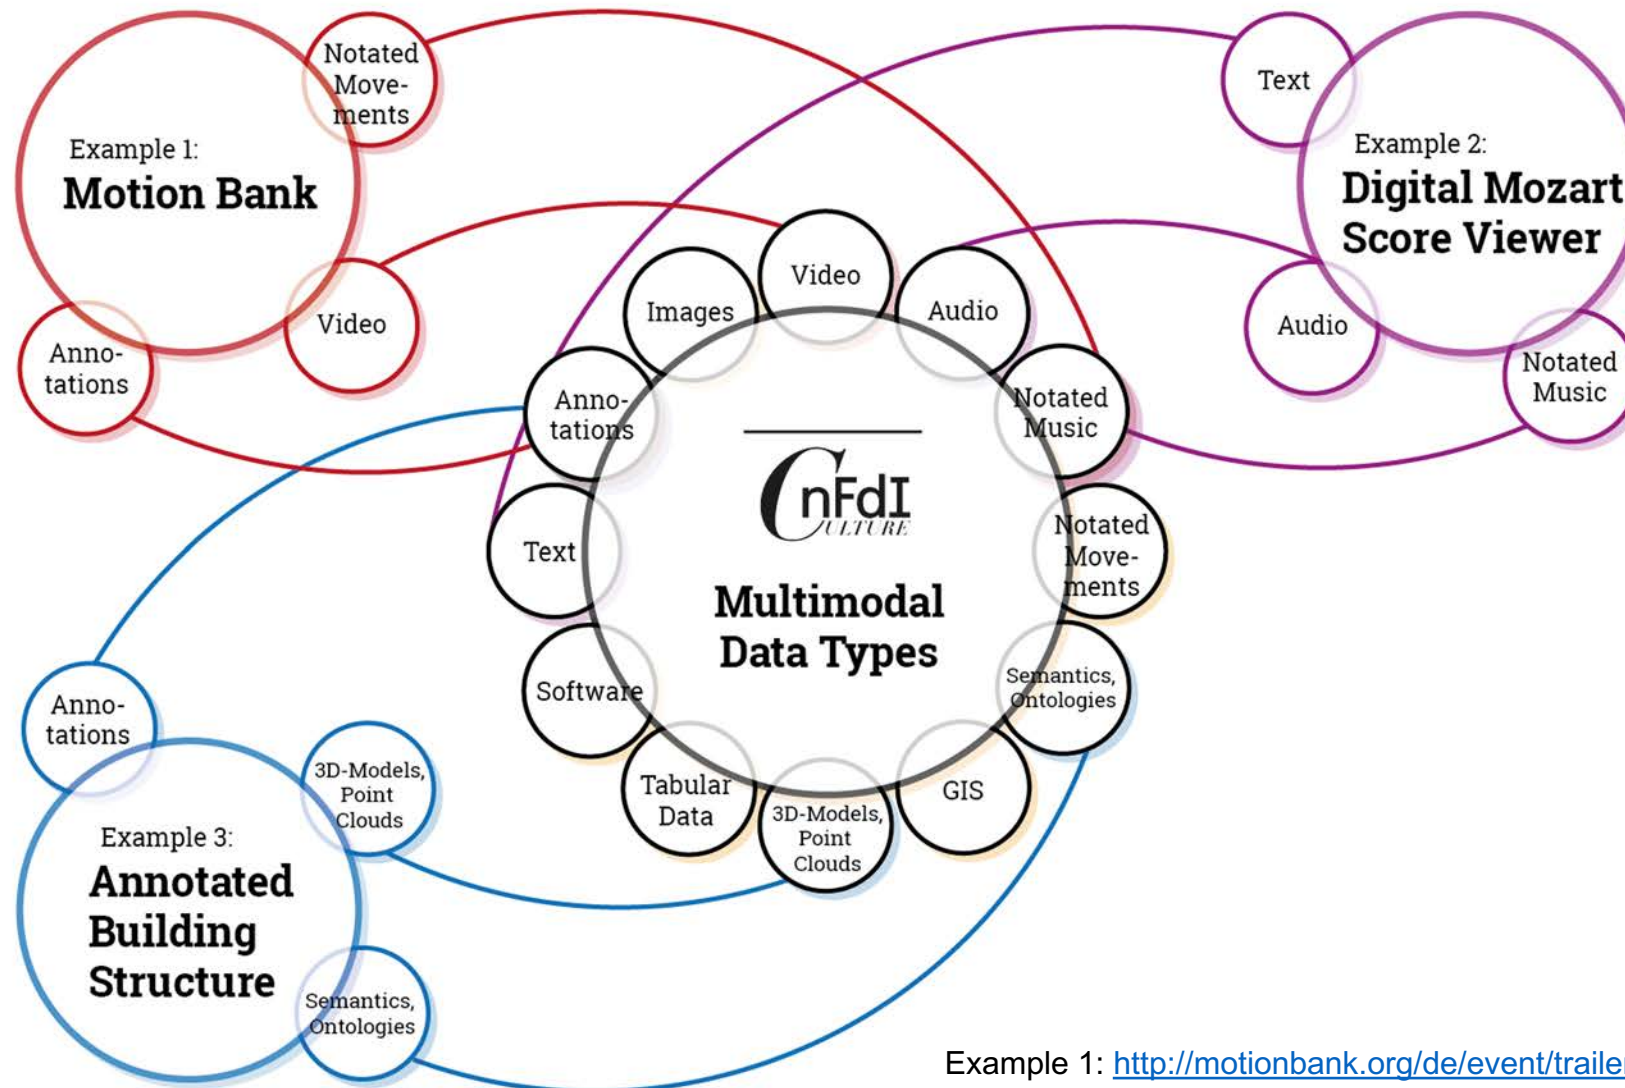 Notated
Move-
ments
Example 1:
Motion Bank
Video
Anno-
tations
Text
Example 2:
Digital Mozart
Score Viewer
Audio
Notated
Music
Video
Images
Audio
Anno-
tations
Notated
Music
CnFdI
ULTURE
Multimodal
Data Types
Text
Notated
Move-
ments
Software
Semantics,
Ontologies
Tabular
Data
3D-Models,
Point
Clouds
GIS
Anno-
tations
3D-Models,
Point
Clouds
Example 3:
Annotated
Building
Structure
Semantics,
Ontologies
Example 1: http://motionbank.org/de/event/trailer